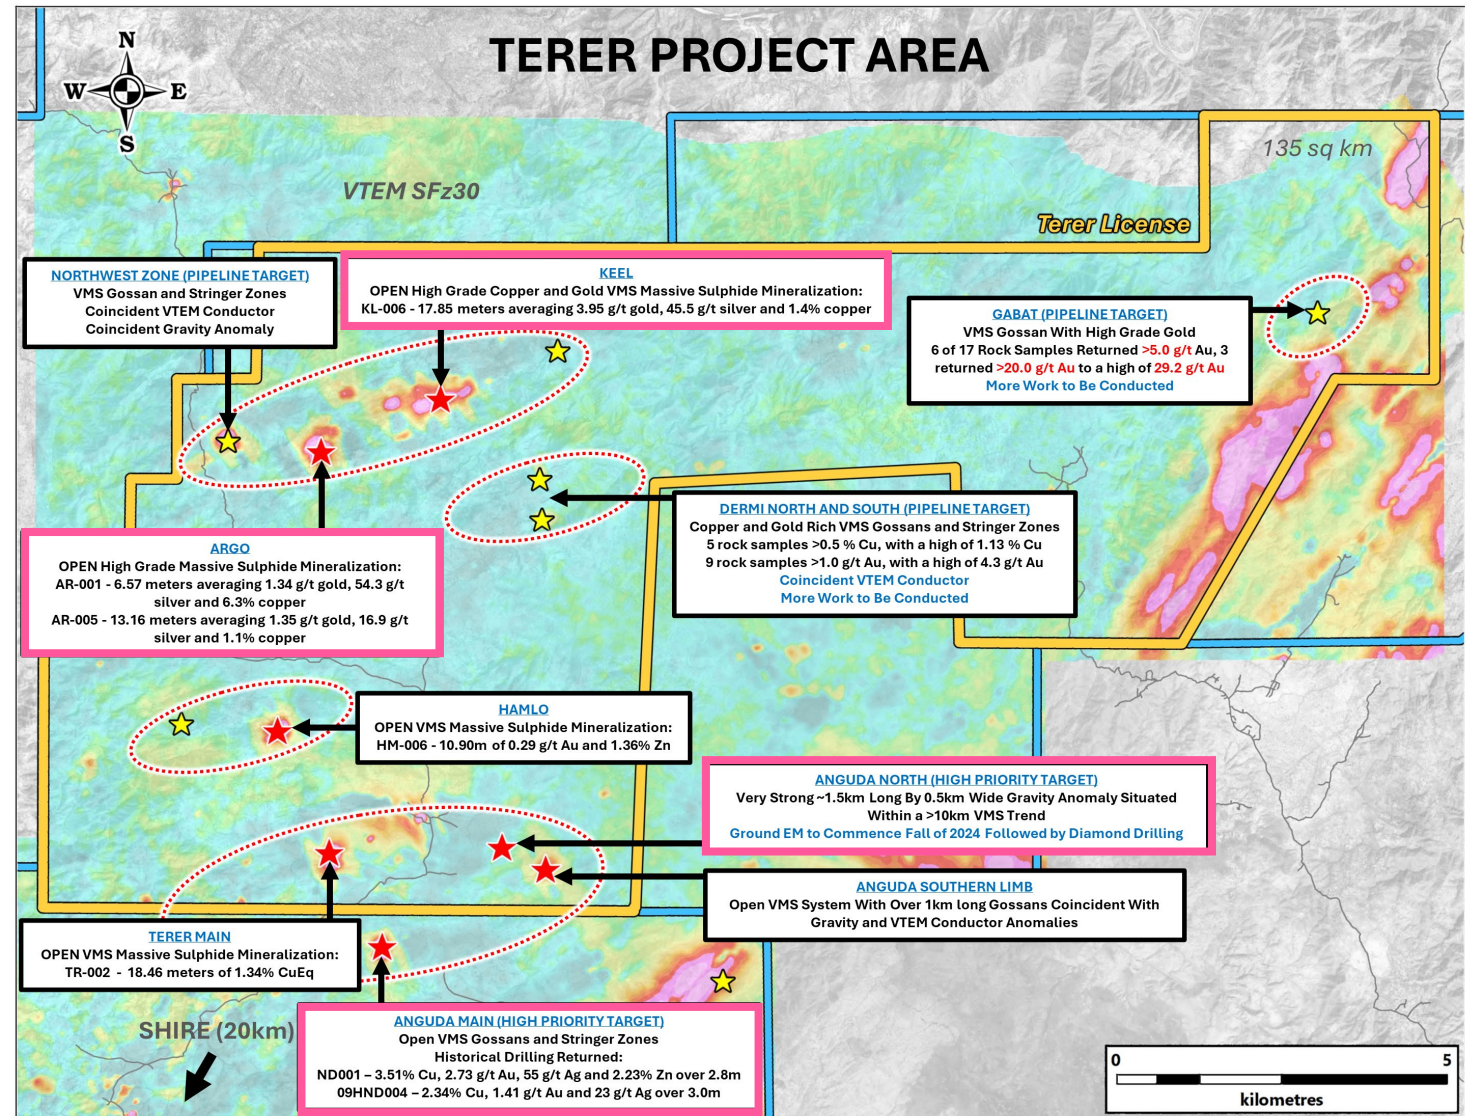 TERER PROJECT AREA
N
W
E
S
135 sq km
VTEM SFz30
Terer License
NORTHWEST ZONE (PIPELINE TARGET)
VMS Gossan and Stringer Zones
Coincident VTEM Conductor
Coincident Gravity Anomaly
KEEL
OPEN High Grade Copper and Gold VMS Massive Sulphide Mineralization:
KL-006 - 17.85 meters averaging 3.95 g/t gold, 45.5 g/t silver and 1.4% copper
GABAT (PIPELINE TARGET)
VMS Gossan With High Grade Gold
6 of 17 Rock Samples Returned >5.0 g/t Au, 3
returned >20.0 g/t Au to a high of 29.2 g/t Au
More Work to Be Conducted
DERMI NORTH AND SOUTH (PIPELINE TARGET)
Copper and Gold Rich VMS Gossans and Stringer Zones
5 rock samples >0.5 % Cu, with a high of 1.13 % Cu
9 rock samples >1.0 g/t Au, with a high of 4.3 g/t Au
Coincident VTEM Conductor
More Work to Be Conducted
ARGO
OPEN High Grade Massive Sulphide Mineralization:
AR-001 - 6.57 meters averaging 1.34 g/t gold, 54.3 g/t
silver and 6.3% copper
AR-005 - 13.16 meters averaging 1.35 g/t gold, 16.9 g/t
silver and 1.1% copper
HAMLO
OPEN VMS Massive Sulphide Mineralization:
HM-006 - 10.90m of 0.29 g/t Au and 1.36% Zn
ANGUDA NORTH (HIGH PRIORITY TARGET)
Very Strong ~1.5km Long By 0.5km Wide Gravity Anomaly Situated
Within a >10km VMS Trend
Ground EM to Commence Fall of 2024 Followed by Diamond Drilling
ANGUDA SOUTHERN LIMB
Open VMS System With Over 1km long Gossans Coincident With
Gravity and VTEM Conductor Anomalies
TERER MAIN
OPEN VMS Massive Sulphide Mineralization:
TR-002 - 18.46 meters of 1.34% CuEq
SHIRE (20km)
ANGUDA MAIN (HIGH PRIORITY TARGET)
Open VMS Gossans and Stringer Zones
Historical Drilling Returned:
ND001 – 3.51% Cu, 2.73 g/t Au, 55 g/t Ag and 2.23% Zn over 2.8m
09HND004 – 2.34% Cu, 1.41 g/t Au and 23 g/t Ag over 3.0m
0
5
kilometres